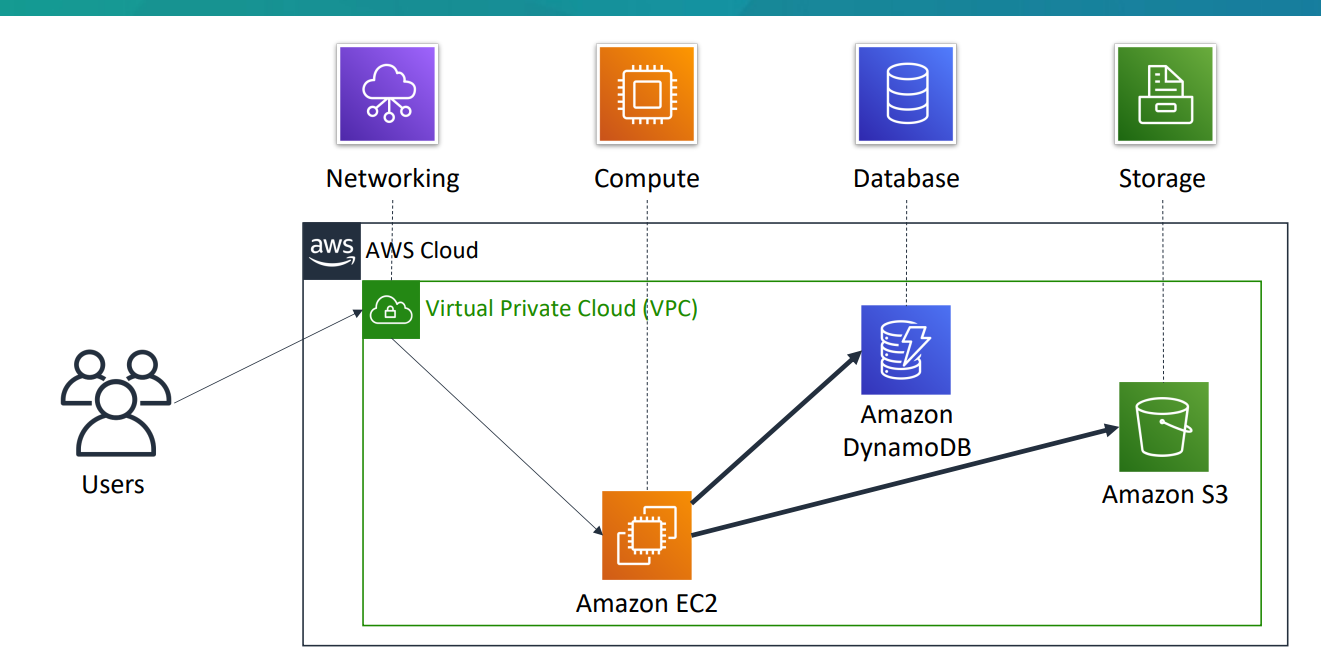 Networking
Compute
Database
Storage
aws
AWS Cloud
Virtual Private Cloud (VPC)
Users
Amazon
DynamoDB
Amazon S3
Amazon EC2